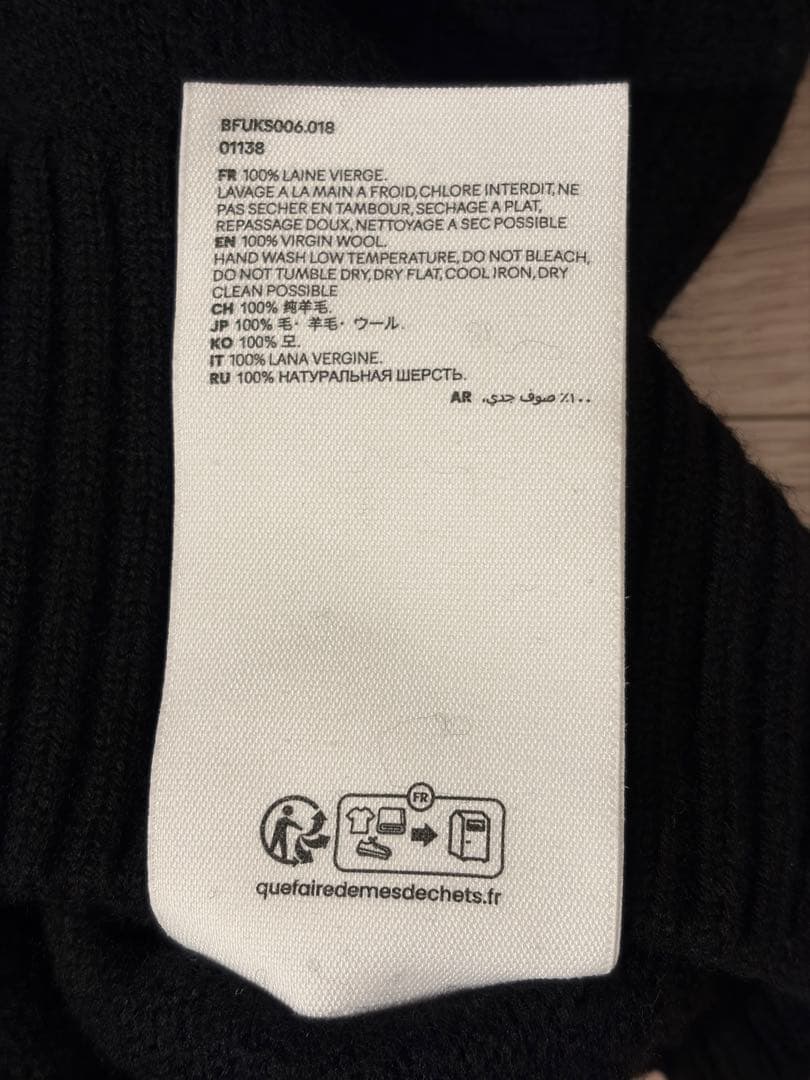 BFUKS006.018
01138
FR 100% LAINE VIERGE.
LAVAGE A LA MAIN A FROID, CHLORE INTERDIT, NE
PAS SECHER EN TAMBOUR, SECHAGE A PLAT,
REPASSAGE DOUX, NETTOYAGE A SEC POSSIBLE
EN 100% VIRGIN WOOL.
HAND WASH LOW TEMPERATURE, DO NOT BLEACH,
DO NOT TUMBLE DRY, DRY FLAT, COOL IRON, DRY
CLEAN POSSIBLE
CH 100% 纯羊毛.
JP 100% 毛・羊毛・ウール.
KO 100% 모.
IT 100% LANA VERGINE.
RU 100% НАТУРАЛЬНАЯ ШЕРСТЬ.
AR ١٠٠٪ صوف جدي.
FR
quefairedemesdechets.fr